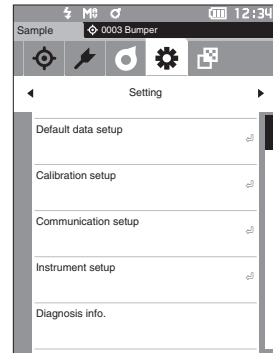 12:34
Sample 0003 Bumper
Setting
Default data setup
Calibration setup
Communication setup
Instrument setup
Diagnosis info.